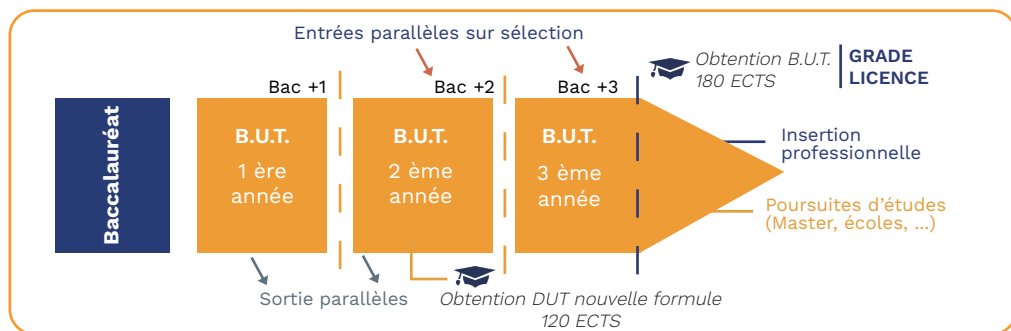 Entrées parallèles sur sélection
Obtention B.U.T.
180 ECTS
GRADE
LICENCE
Bac +1
Bac +2
Bac +3
Baccalauréat
B.U.T.
1 ère
année
B.U.T.
2 ème
année
B.U.T.
3 ème
année
Insertion
professionnelle
Poursuites d'études
(Master, écoles, ...)
Sortie parallèles
Obtention DUT nouvelle formule
120 ECTS